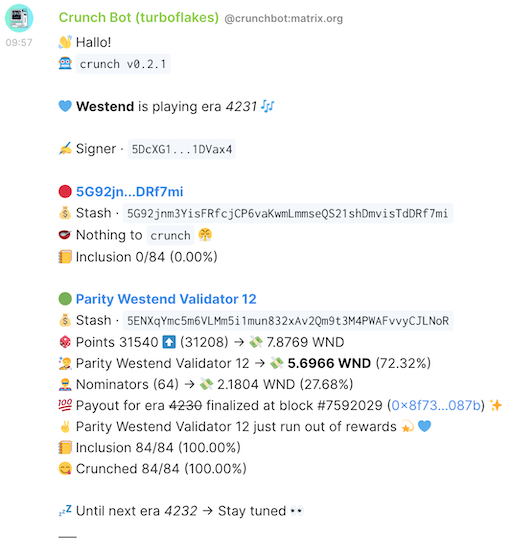 Crunch Bot (turboflakes) @crunchbot:matrix.org
09:57
👋 Hallo!
🤖 crunch v0.2.1
💙 Westend is playing era 4231 🎶
✍️ Signer · 5DcXG1...1DVax4
🔴 5G92jn...DRf7mi
💰 Stash · 5G92jnm3YisFRfcjCP6vaKwmLmmseQS21shDmvisTdDRf7mi
👄 Nothing to crunch 😤
📒 Inclusion 0/84 (0.00%)
🟢 Parity Westend Validator 12
💰 Stash · 5ENXqYmc5m6VLMm5i1mun832xAv2Qm9t3M4PWAFvvyCJLNoR
🎲 Points 31540 ⬆️ (31208) → 💸 7.8769 WND
🧑‍🚀 Parity Westend Validator 12 → 💸 5.6966 WND (72.32%)
🦸 Nominators (64) → 💸 2.1804 WND (27.68%)
💯 Payout for era 4230 finalized at block #7592029 (0x8f73...087b) ✨
✌️ Parity Westend Validator 12 just run out of rewards 💫 💙
📒 Inclusion 84/84 (100.00%)
😋 Crunched 84/84 (100.00%)
💤 Until next era 4232 → Stay tuned 👀